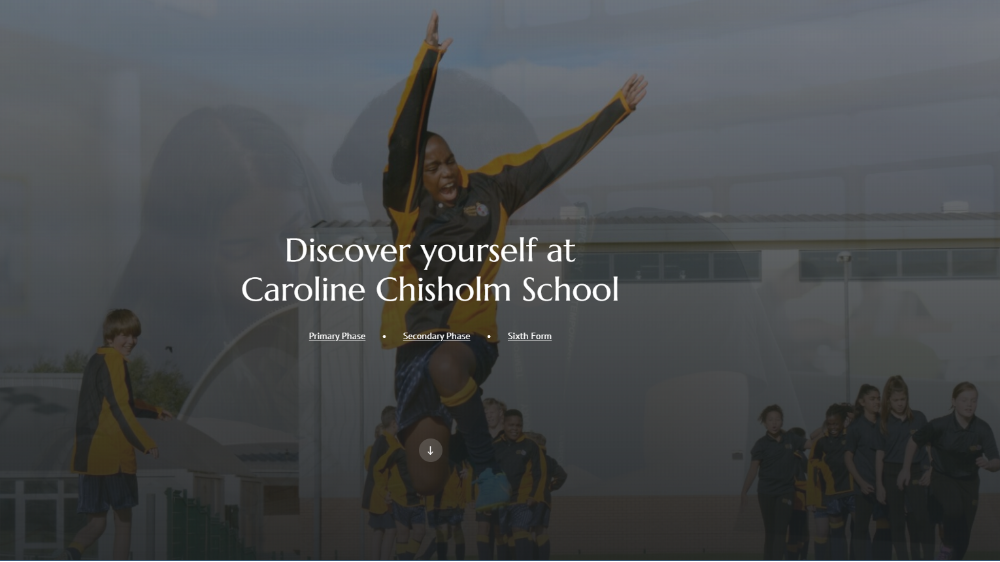 Discover yourself at
Caroline Chisholm School
Primary Phase • Secondary Phase • Sixth Form